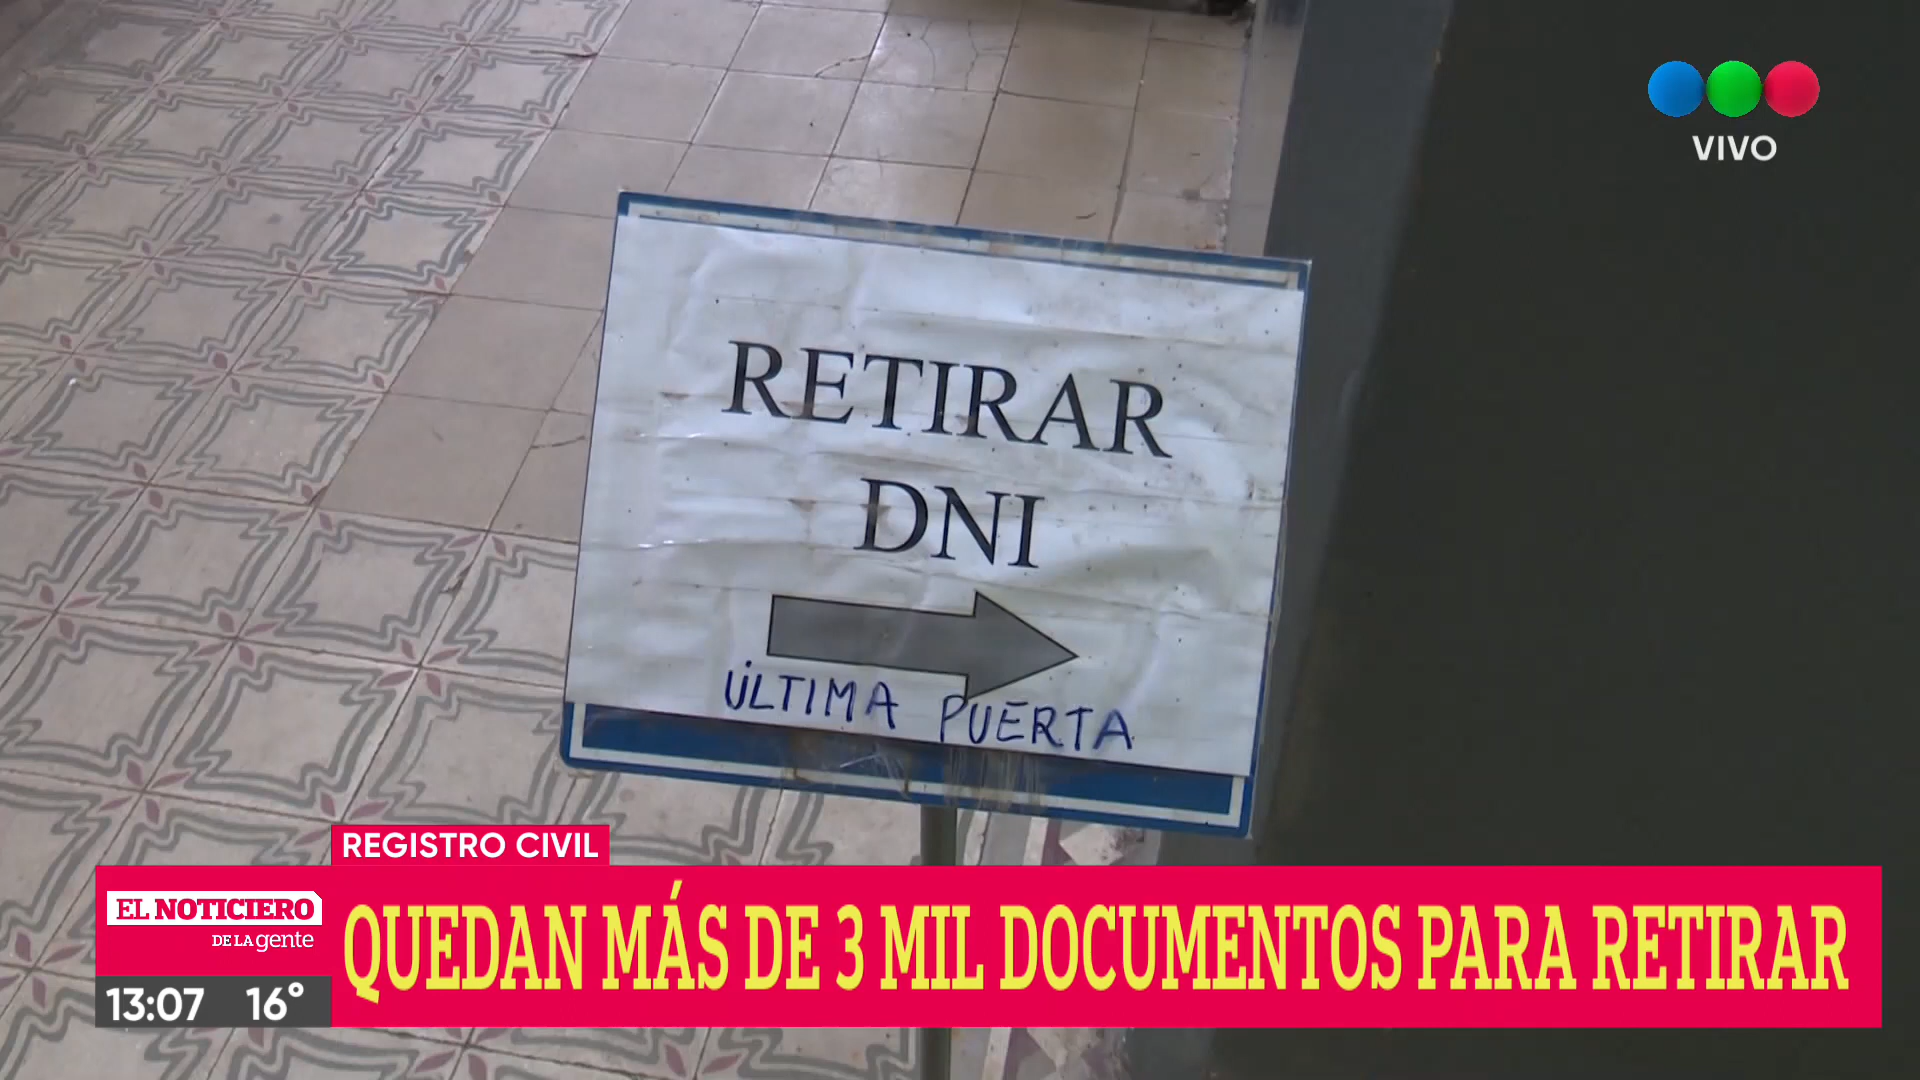 VIVO
RETIRAR
DNI
ÚLTIMA PUERTA
REGISTRO CIVIL
EL NOTICIERO
DE LA gente
QUEDAN MÁS DE 3 MIL DOCUMENTOS PARA RETIRAR
13:07 16°